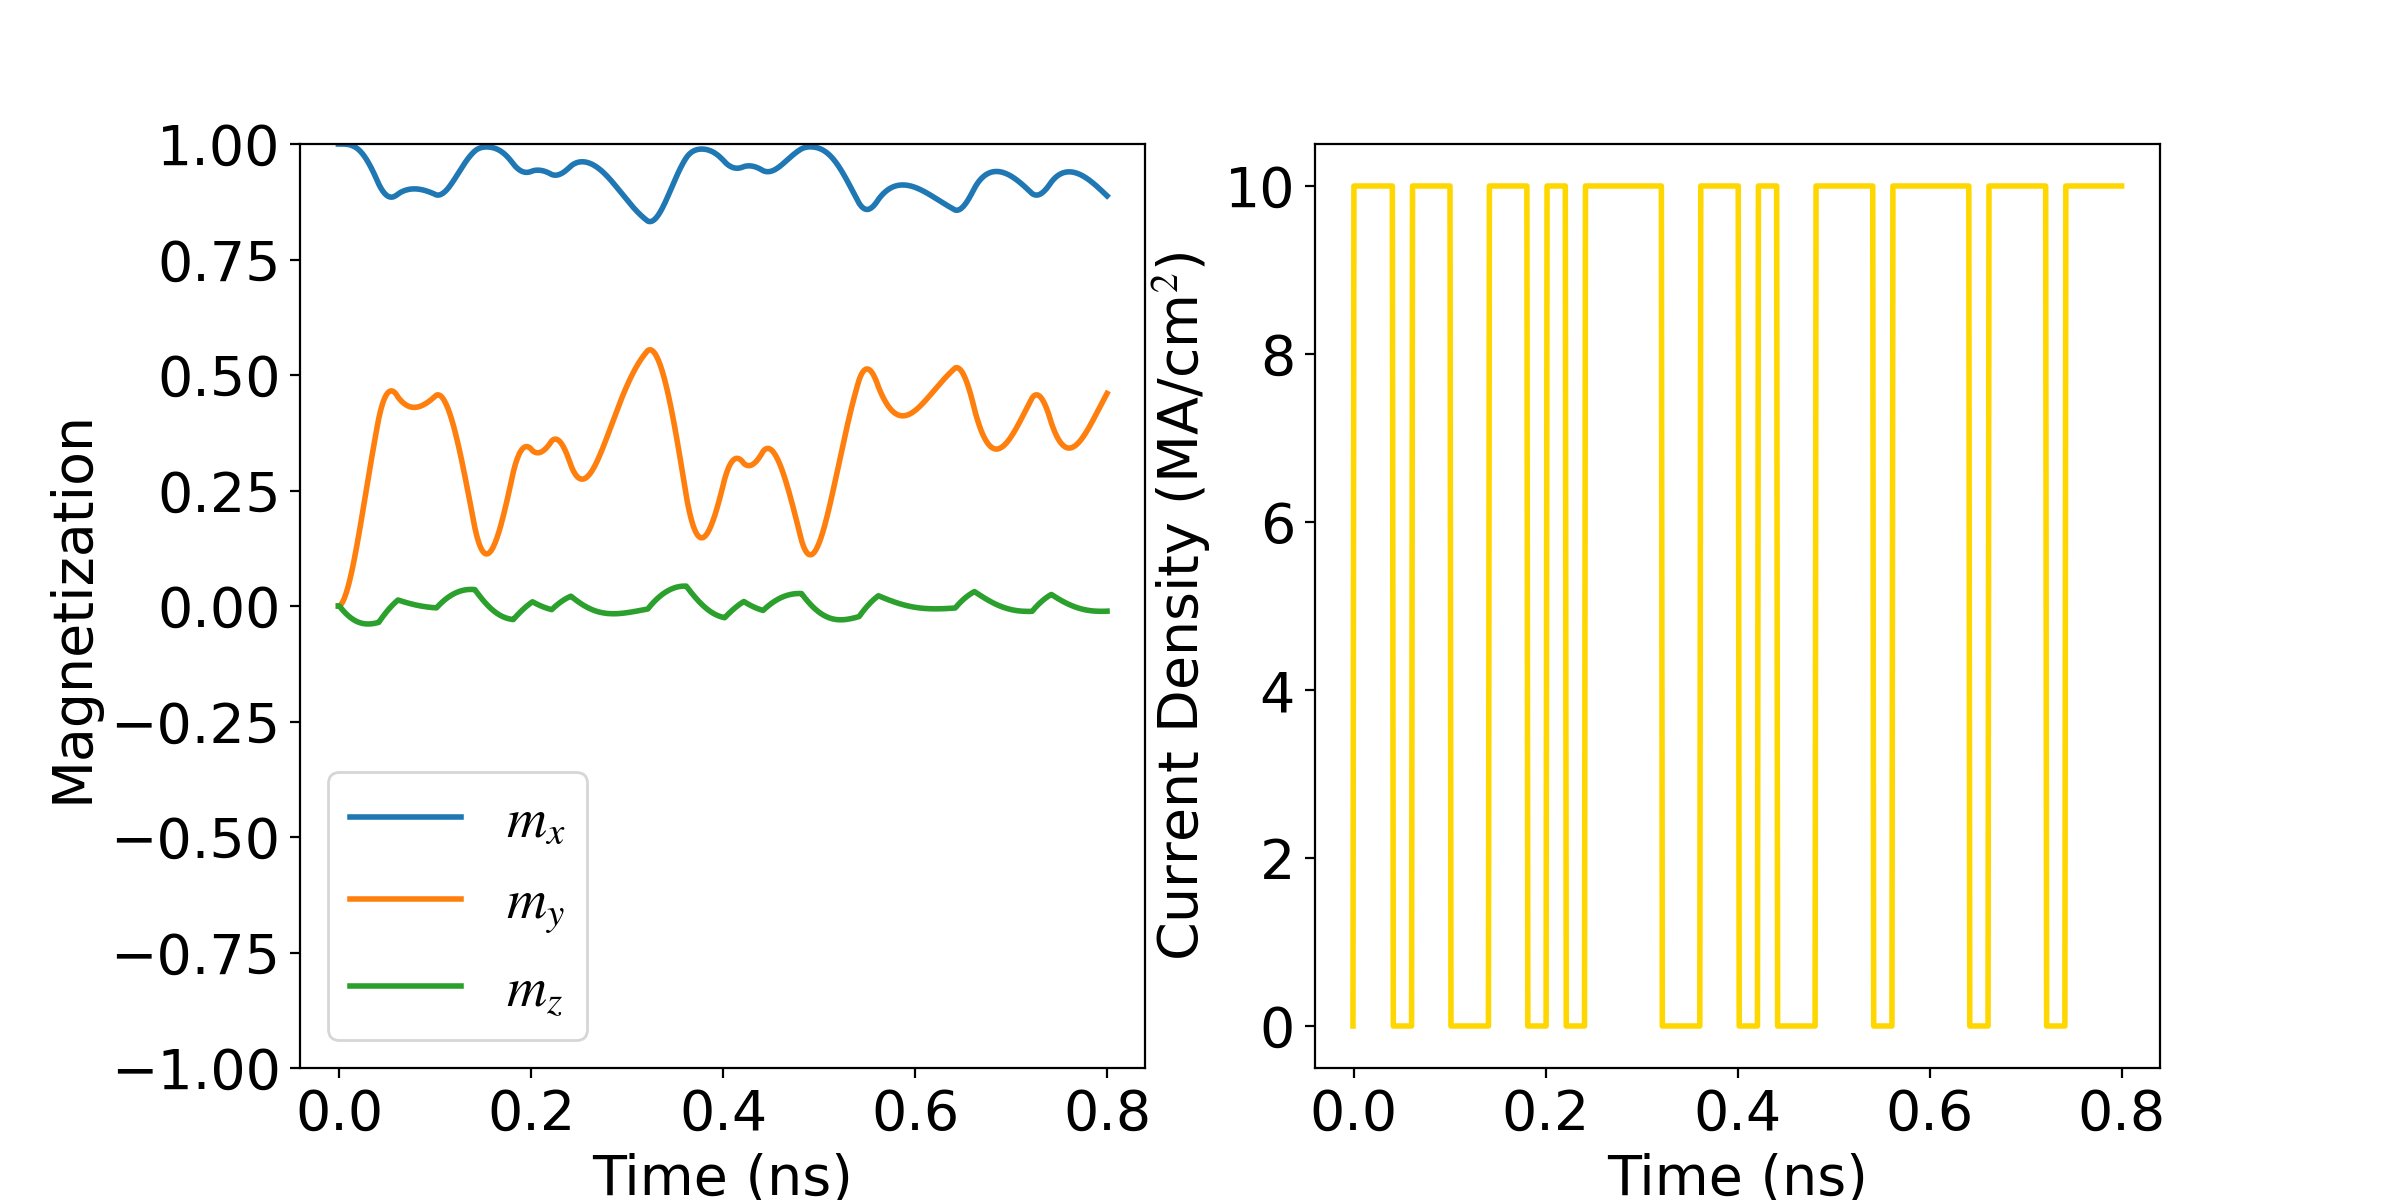 Magnetization
1.00
0.75
0.50
0.25
0.00
−0.25
−0.50
−0.75
−1.00
m_x
m_y
m_z
0.0 0.2 0.4 0.6 0.8
Time (ns)
Current Density (MA/cm²)
10
8
6
4
2
0
0.0 0.2 0.4 0.6 0.8
Time (ns)